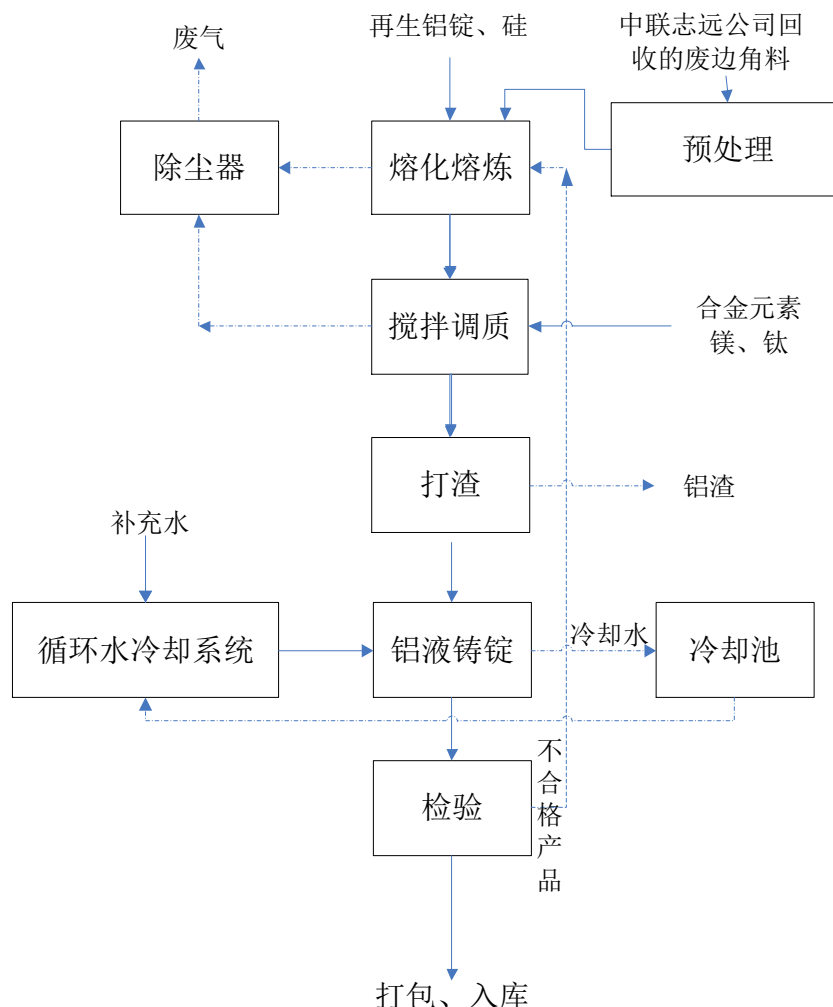 废气
再生铝锭、硅
中联志远公司回
收的废边角料
除尘器
熔化熔炼
预处理
搅拌调质
合金元素
镁、钛
打渣
铝渣
补充水
循环水冷却系统
铝液铸锭
冷却水
冷却池
检验
不
合
格
产
品
打包、入库